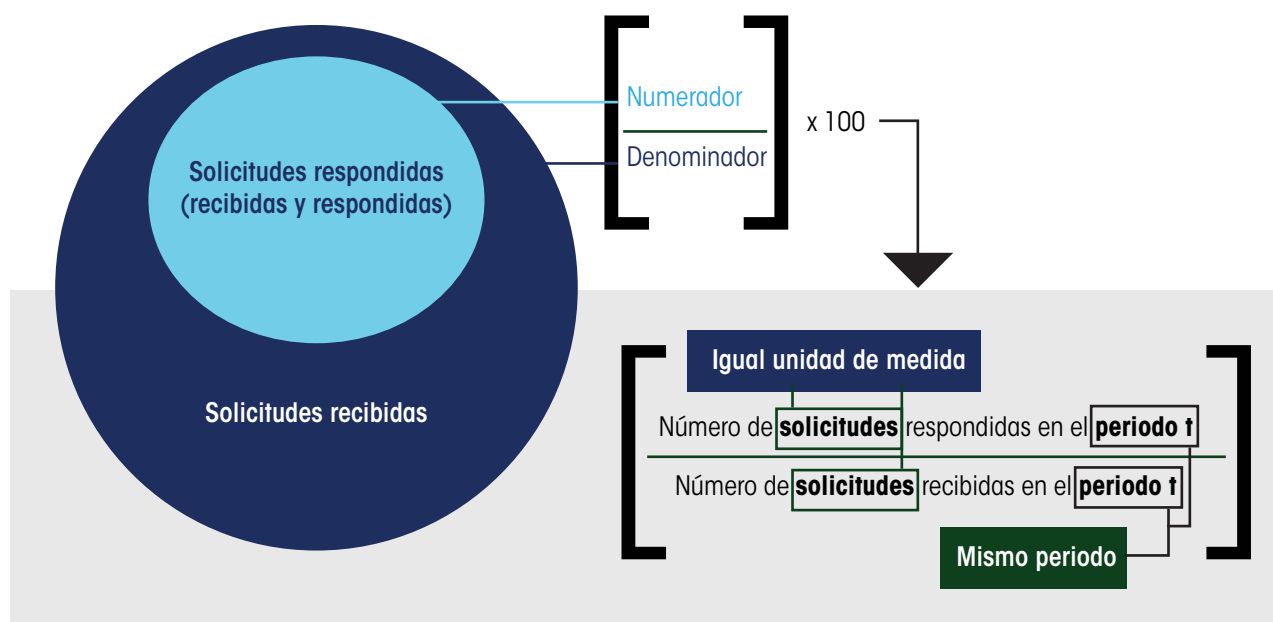 Solicitudes respondidas
(recibidas y respondidas)
Solicitudes recibidas
Numerador
Denominador
x 100
Igual unidad de medida
Número de solicitudes respondidas en el periodo t
Número de solicitudes recibidas en el periodo t
Mismo periodo